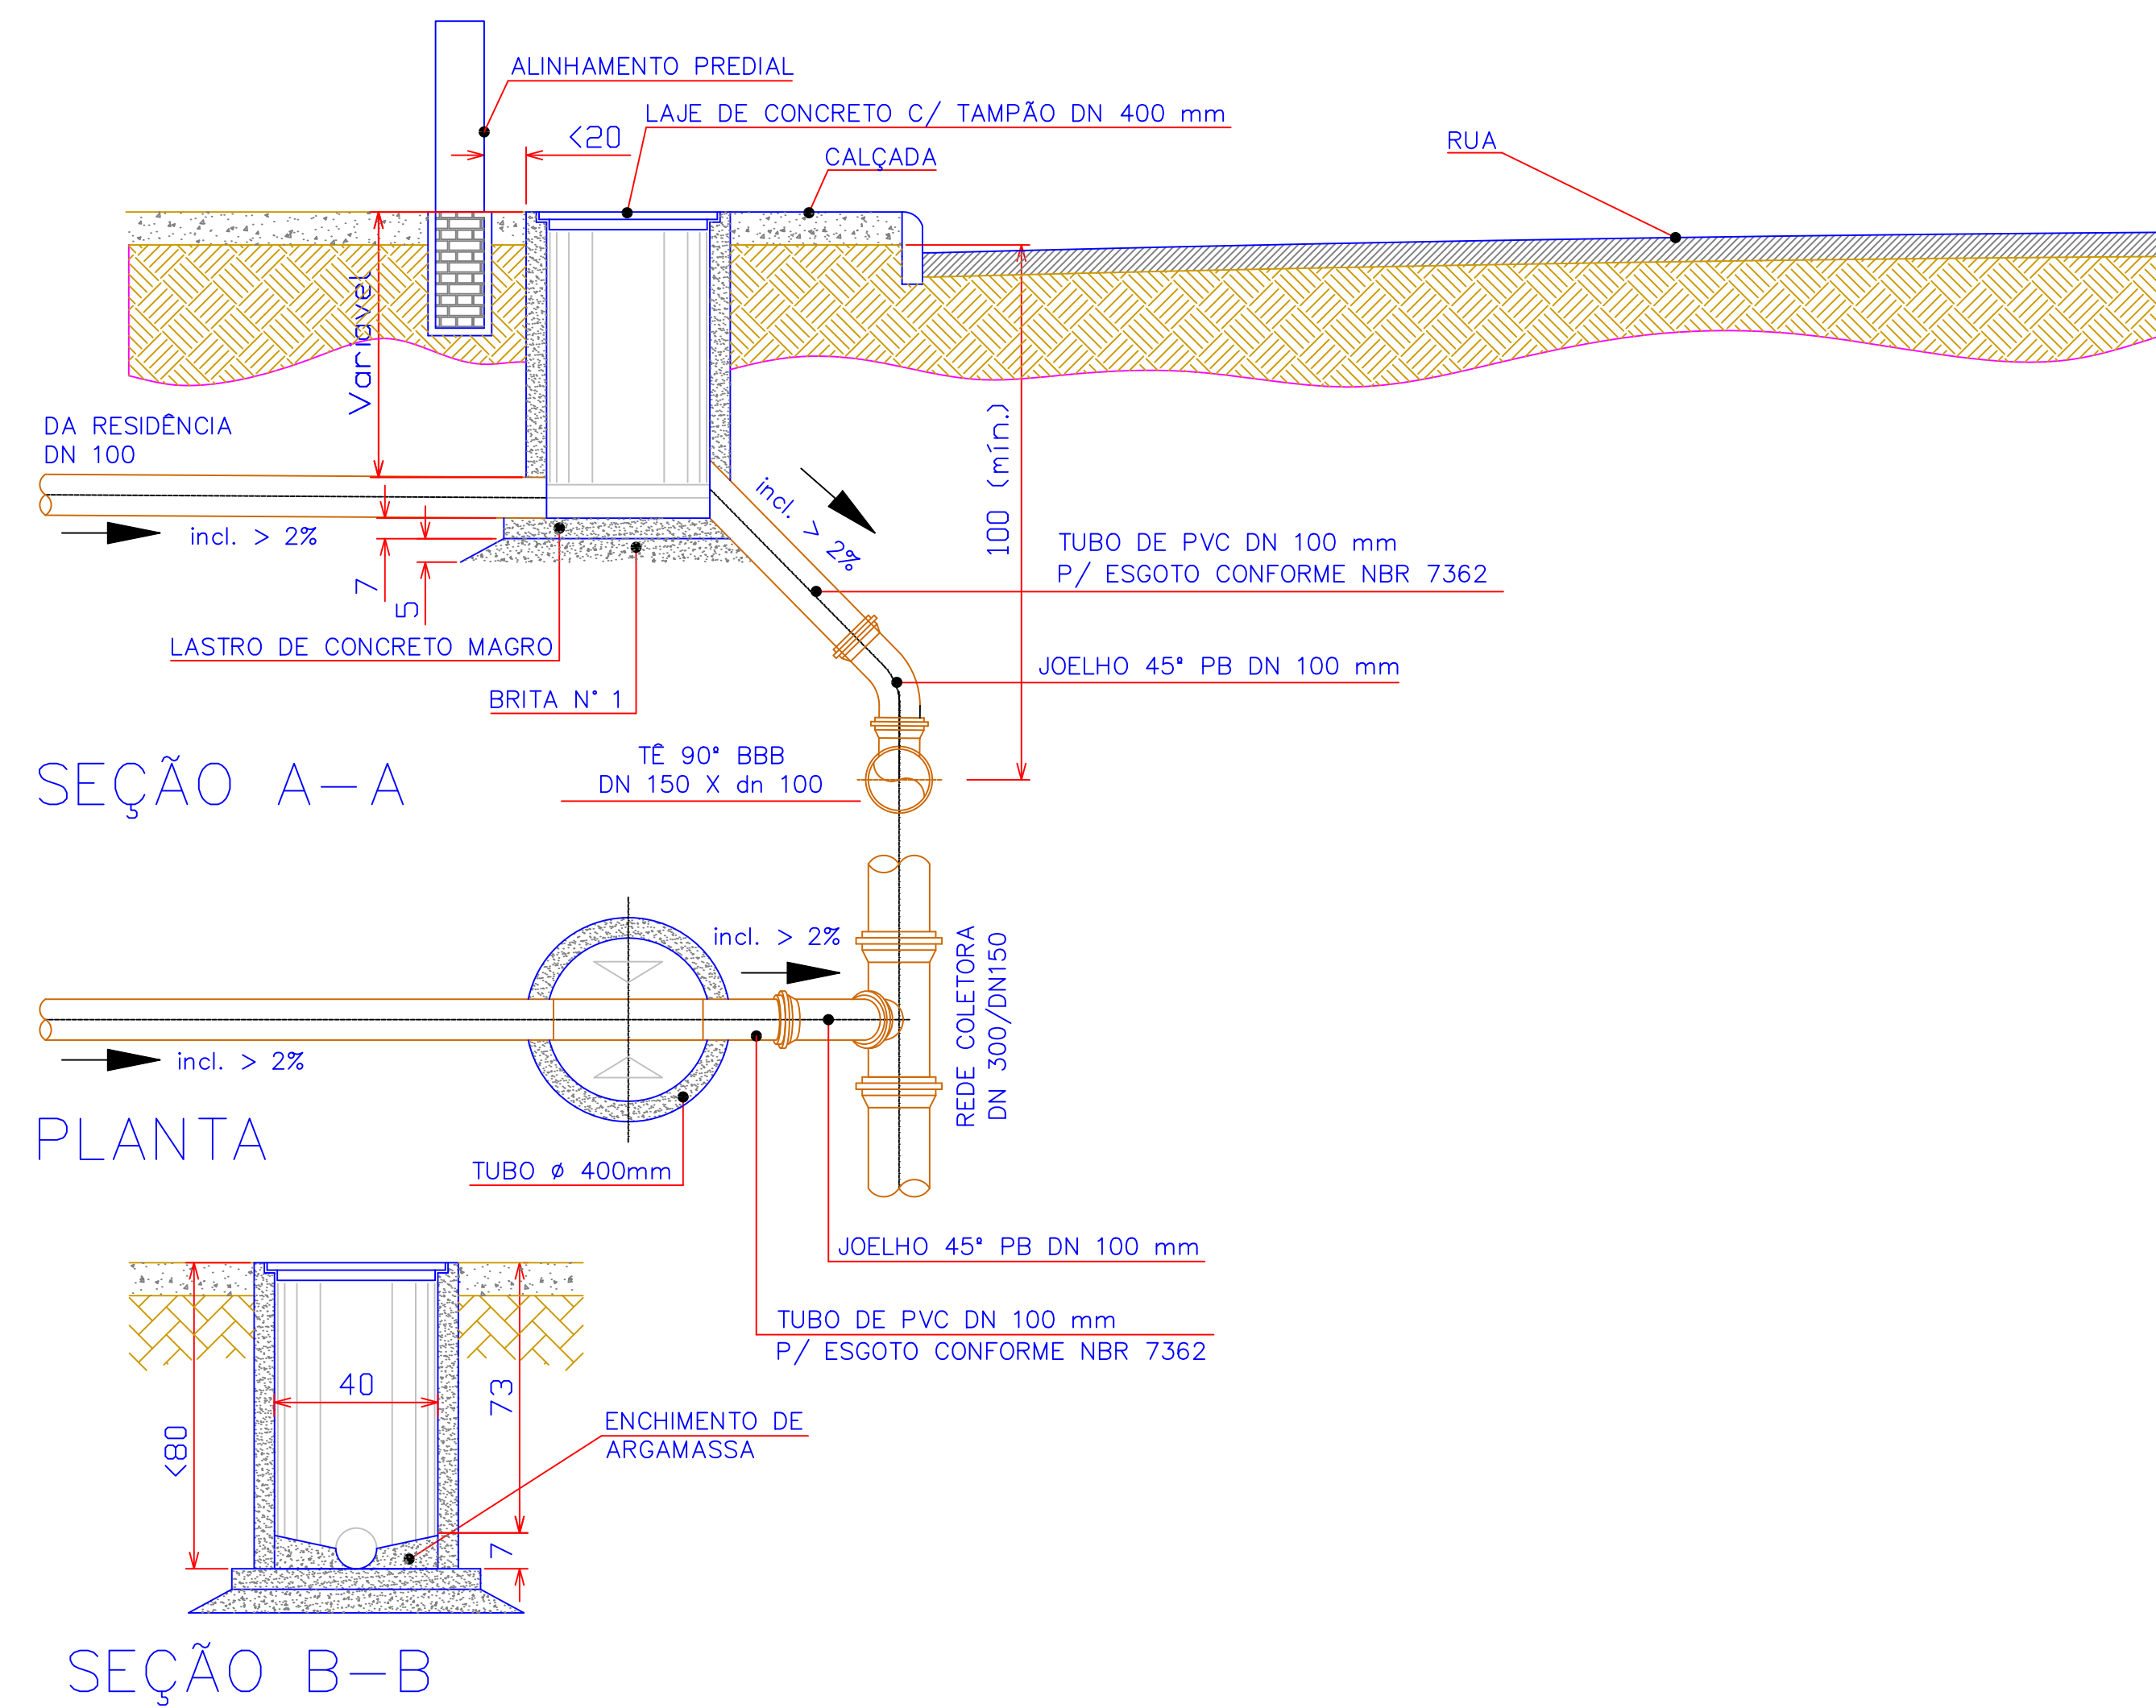 ALINHAMENTO PREDIAL
LAJE DE CONCRETO C/ TAMPÃO DN 400 mm
<20
CALÇADA
RUA
Variavel
DA RESIDÊNCIA
DN 100
incl. > 2%
incl. > 2%
100 (mín.)
7
5
TUBO DE PVC DN 100 mm
P/ ESGOTO CONFORME NBR 7362
LASTRO DE CONCRETO MAGRO
JOELHO 45º PB DN 100 mm
BRITA N° 1
TÊ 90º BBB
DN 150 X dn 100
SEÇÃO A-A
incl. > 2%
REDE COLETORA
DN 300/DN150
incl. > 2%
PLANTA
TUBO ø 400mm
JOELHO 45º PB DN 100 mm
TUBO DE PVC DN 100 mm
P/ ESGOTO CONFORME NBR 7362
40
73
<80
ENCHIMENTO DE
ARGAMASSA
7
SEÇÃO B-B